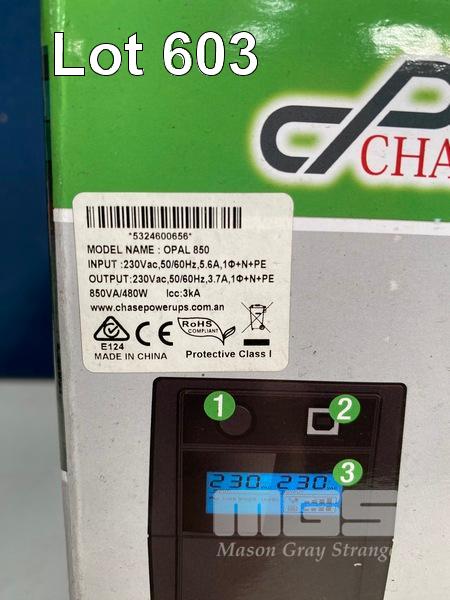 Lot 603
CHA
*5324600656*
MODEL NAME : OPAL 850
INPUT :230Vac,50/60Hz,5.6A,1Φ+N+PE
OUTPUT:230Vac,50/60Hz,3.7A,1Φ+N+PE
850VA/480W Icc:3kA
www.chasepowerups.com.an
E124
RoHS
COMPLIANT
MADE IN CHINA Protective Class I
1 2
3
230 230
MGS
Mason Gray Strange